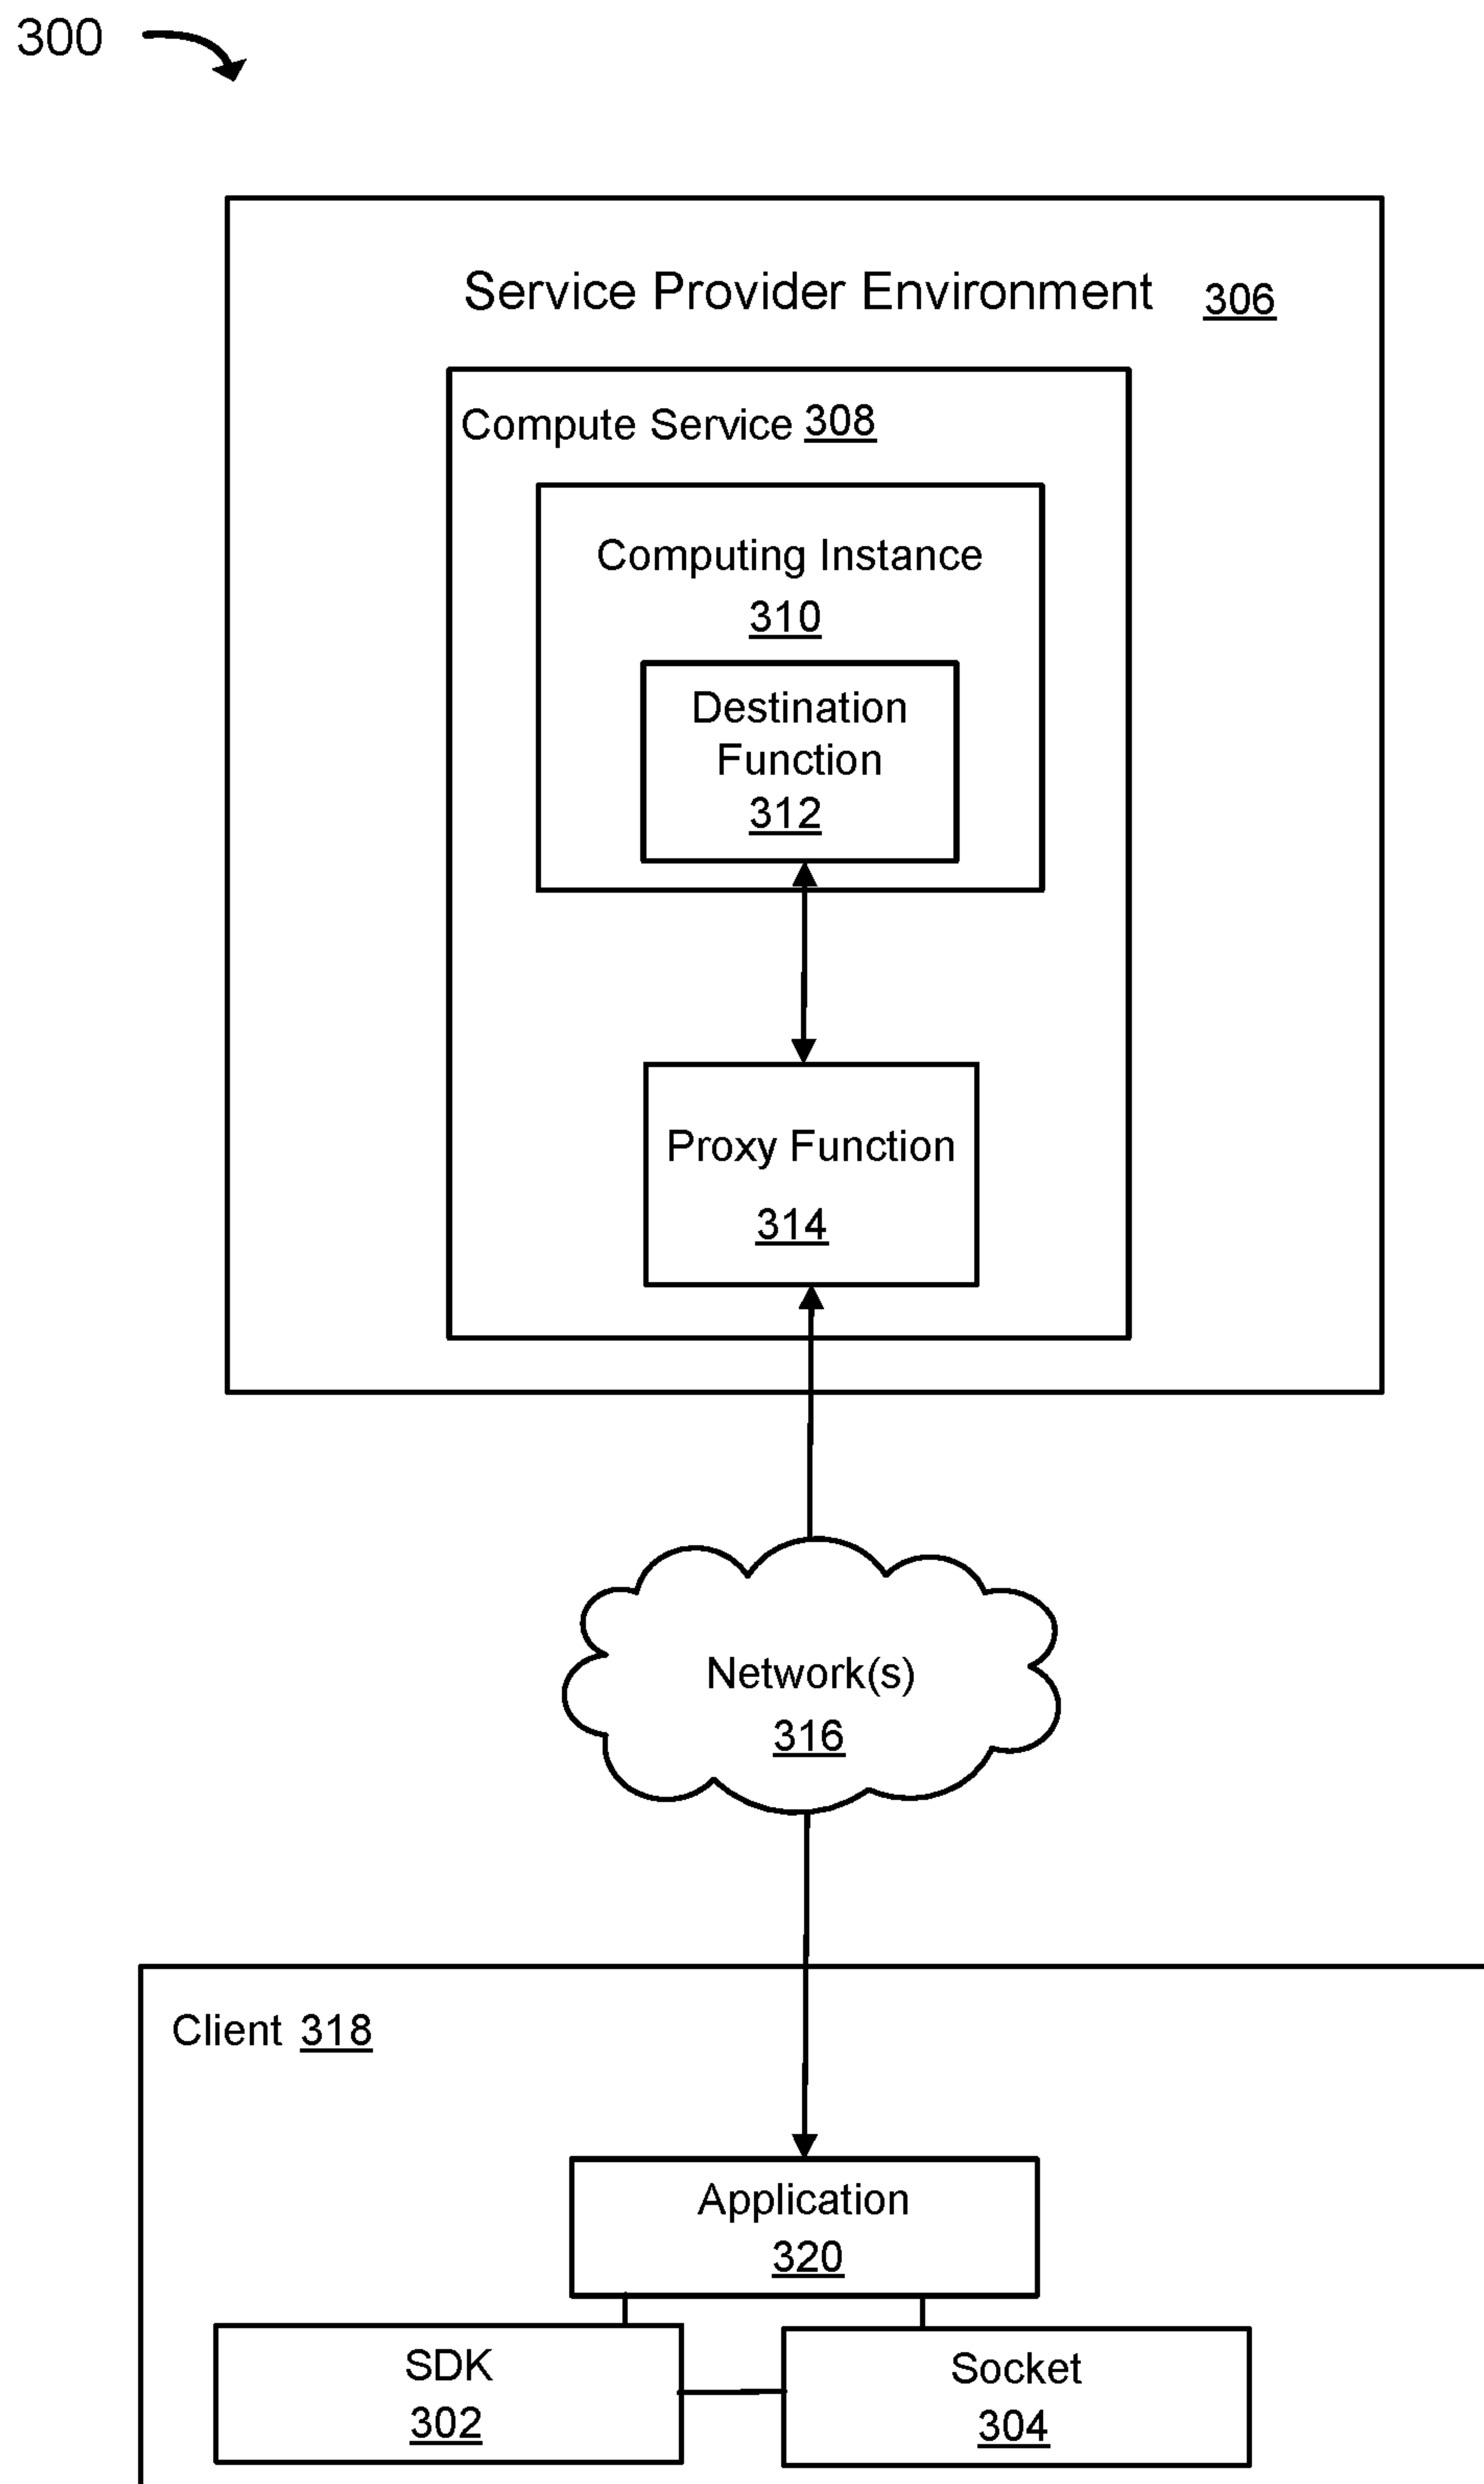 300
Service Provider Environment 306
Compute Service 308
Computing Instance
310
Destination
Function
312
Proxy Function
314
Network(s)
316
Client 318
Application
320
SDK
302
Socket
304